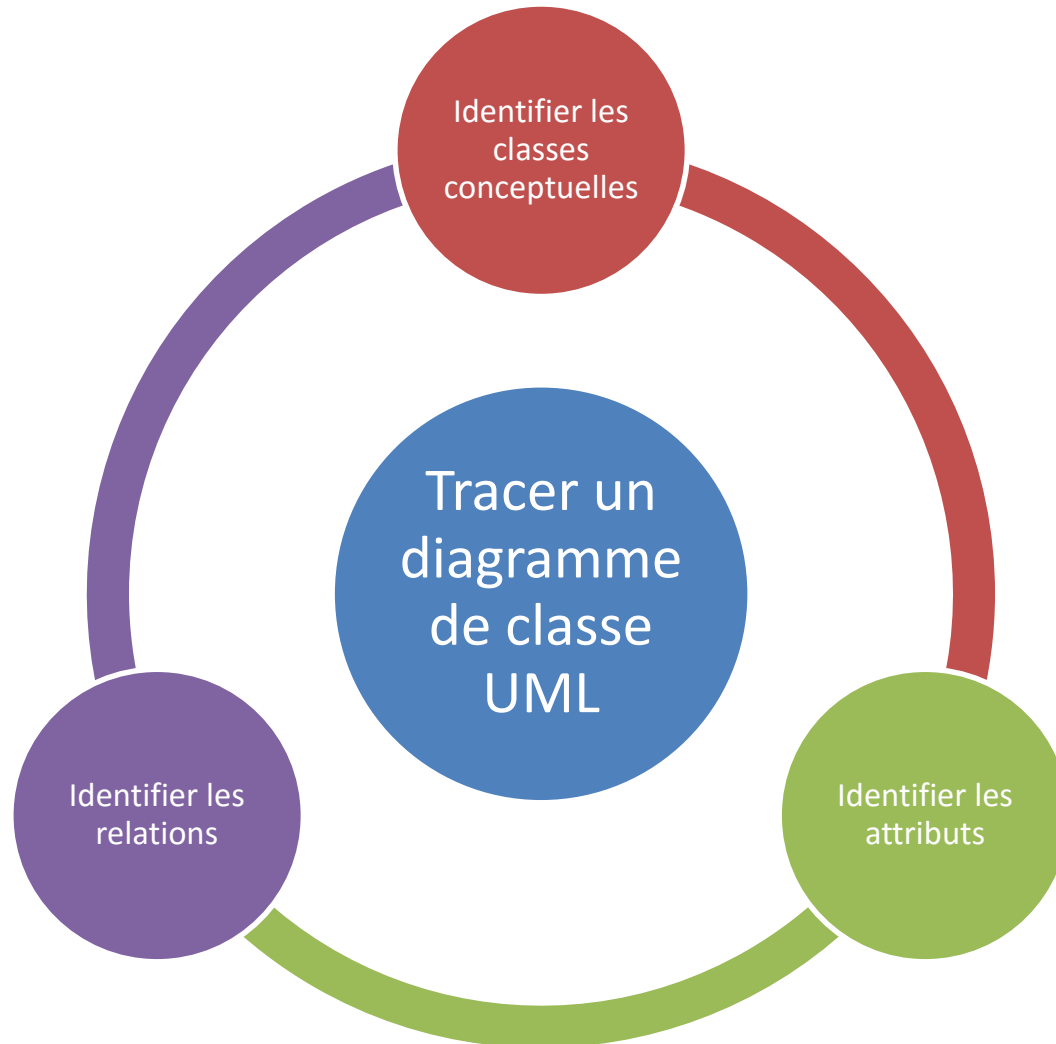 Identifier les
classes
conceptuelles
Tracer un
diagramme
de classe
UML
Identifier les
relations
Identifier les
attributs